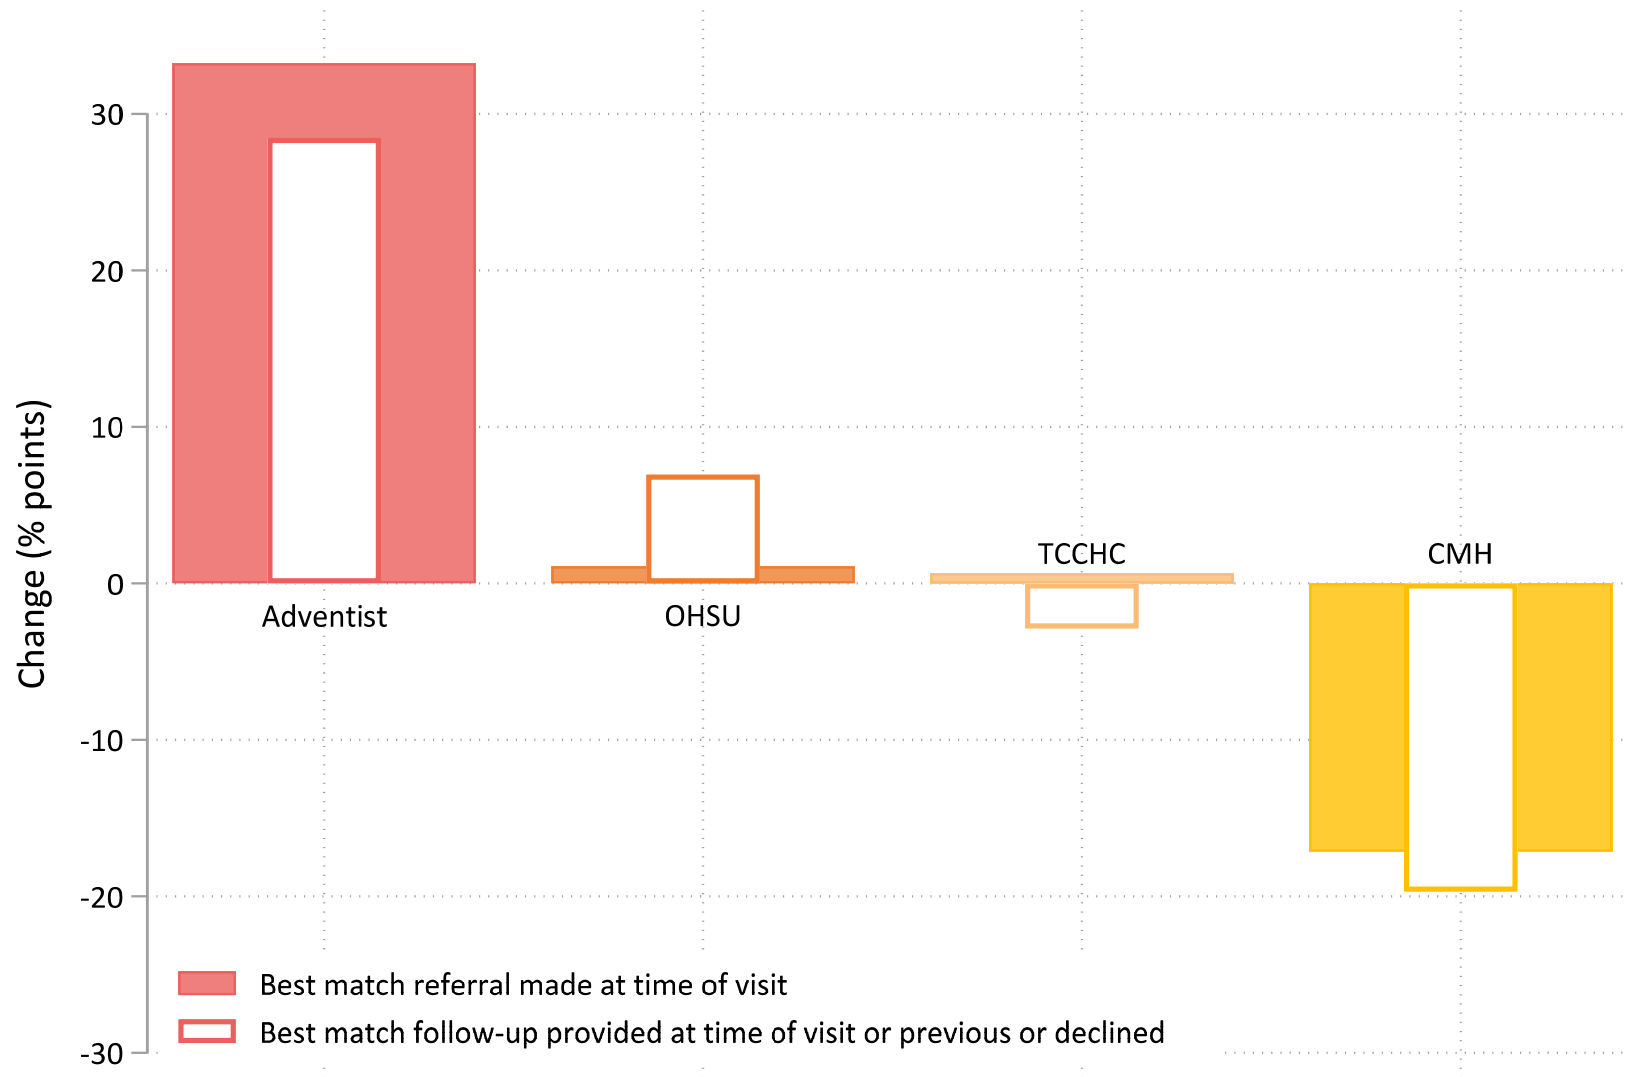 Change (% points)
30
20
10
0
-10
-20
-30
Adventist
OHSU
TCCHC
CMH
Best match referral made at time of visit
Best match follow-up provided at time of visit or previous or declined